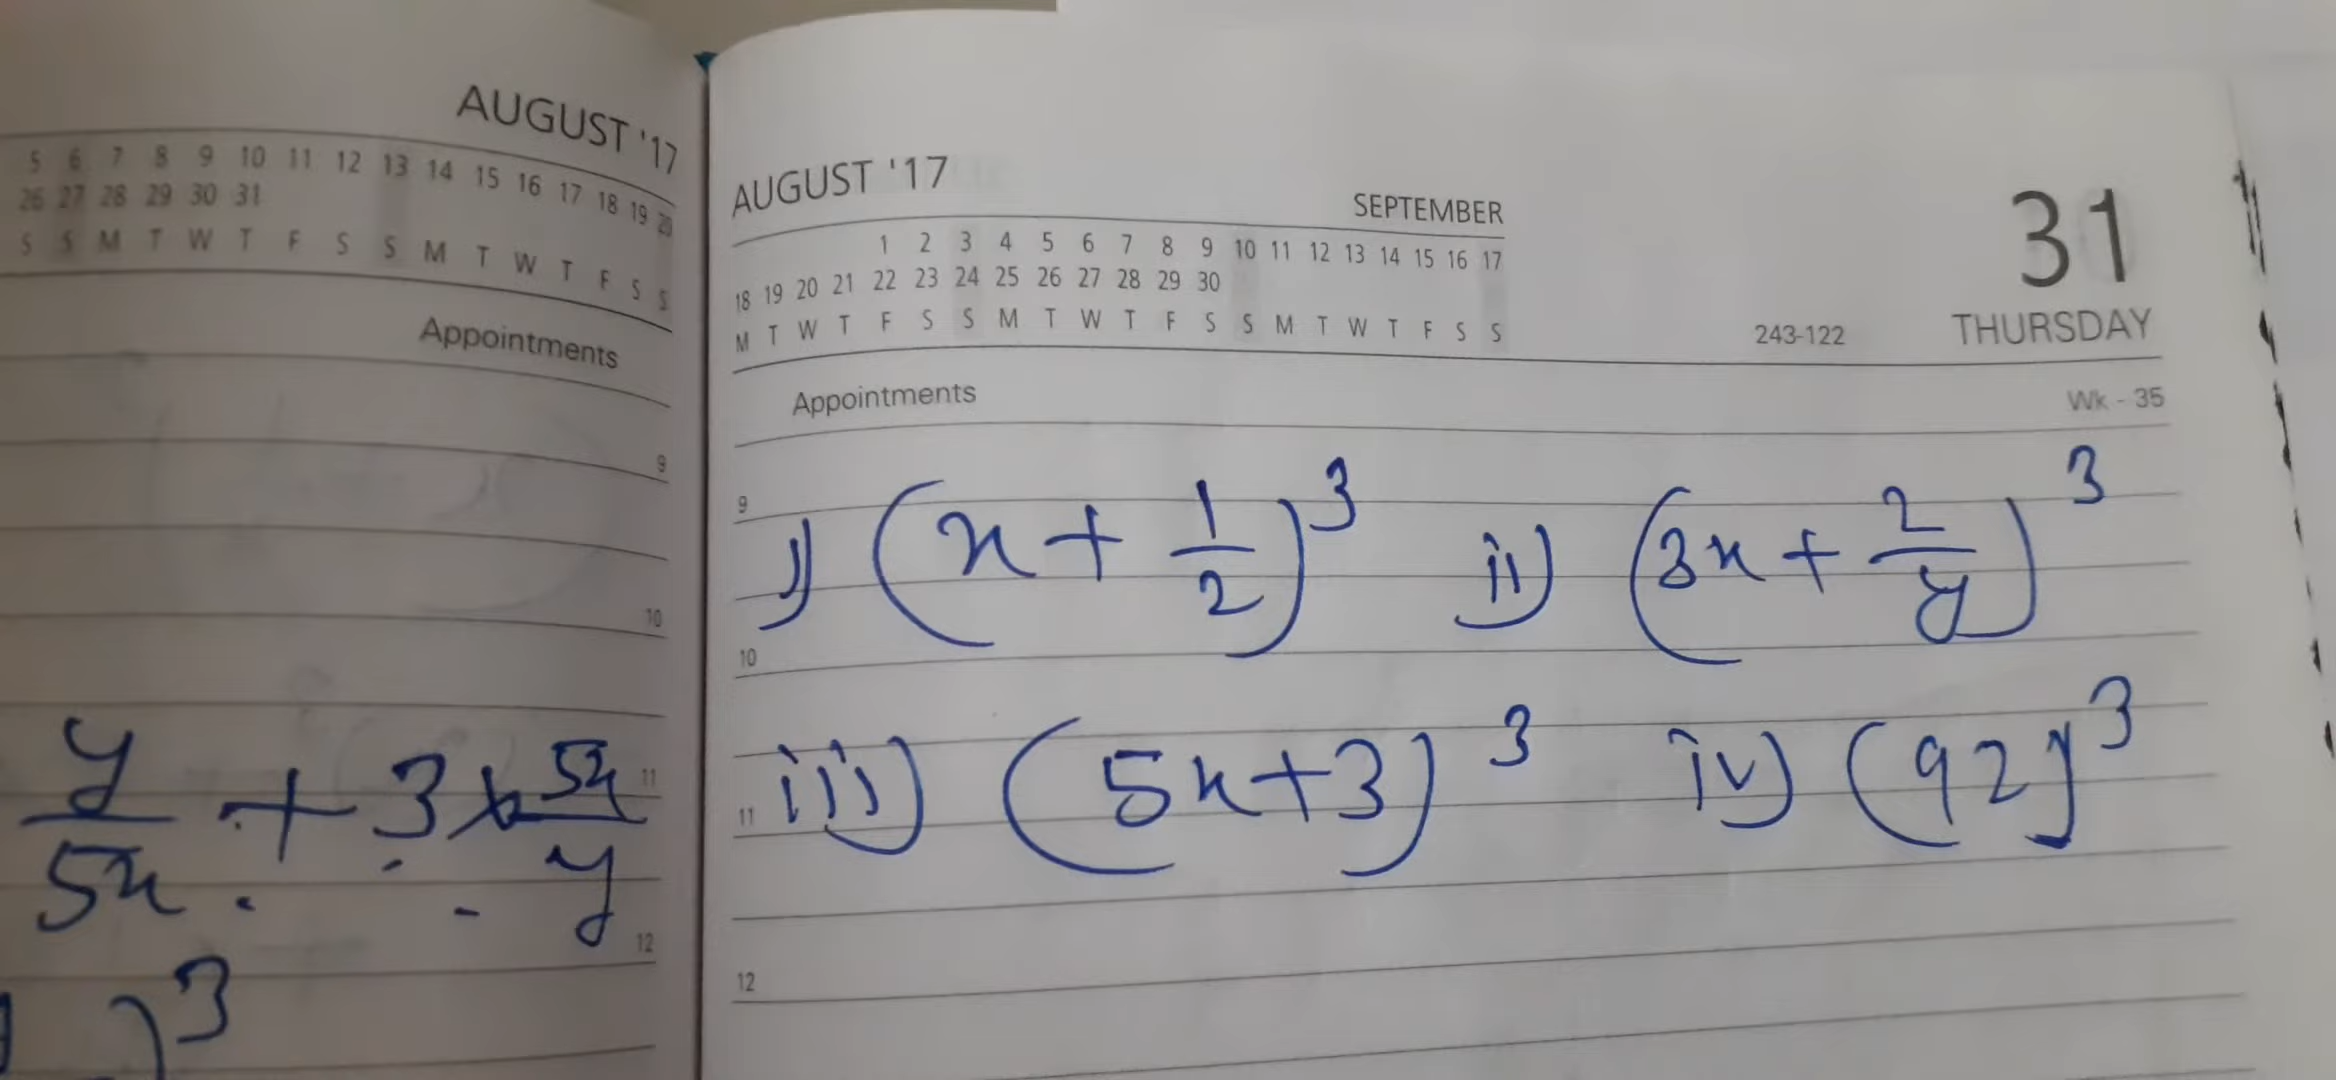 AUGUST '17
5 6 7 8 9 10 11 12 13 14 15 16 17 18 19 20
26 27 28 29 30 31
S S M T W T F S S M T W T F S S
Appointments
9
10
y/5x + 3 × 5x/y
11
12
)³
AUGUST '17
SEPTEMBER
1 2 3 4 5 6 7 8 9 10 11 12 13 14 15 16 17
18 19 20 21 22 23 24 25 26 27 28 29 30
M T W T F S S M T W T F S S M T W T F S S
243-122
31
THURSDAY
Appointments
Wk - 35
9
i) (x + 1/2)³ ii) (3x + 2/y)³
10
iii) (5x+3)³ iv) (92)³
11
12